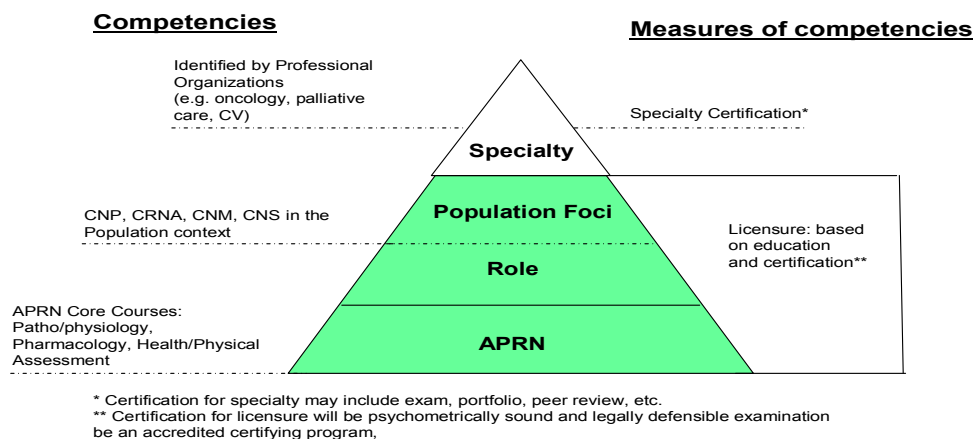 Competencies
Measures of competencies
Identified by Professional
Organizations
(e.g. oncology, palliative
care, CV)
Specialty Certification*
Specialty
CNP, CRNA, CNM, CNS in the
Population context
Population Foci
Licensure: based
on education
and certification**
Role
APRN Core Courses:
Patho/physiology,
Pharmacology, Health/Physical
Assessment
APRN
* Certification for specialty may include exam, portfolio, peer review, etc.
** Certification for licensure will be psychometrically sound and legally defensible examination
be an accredited certifying program,